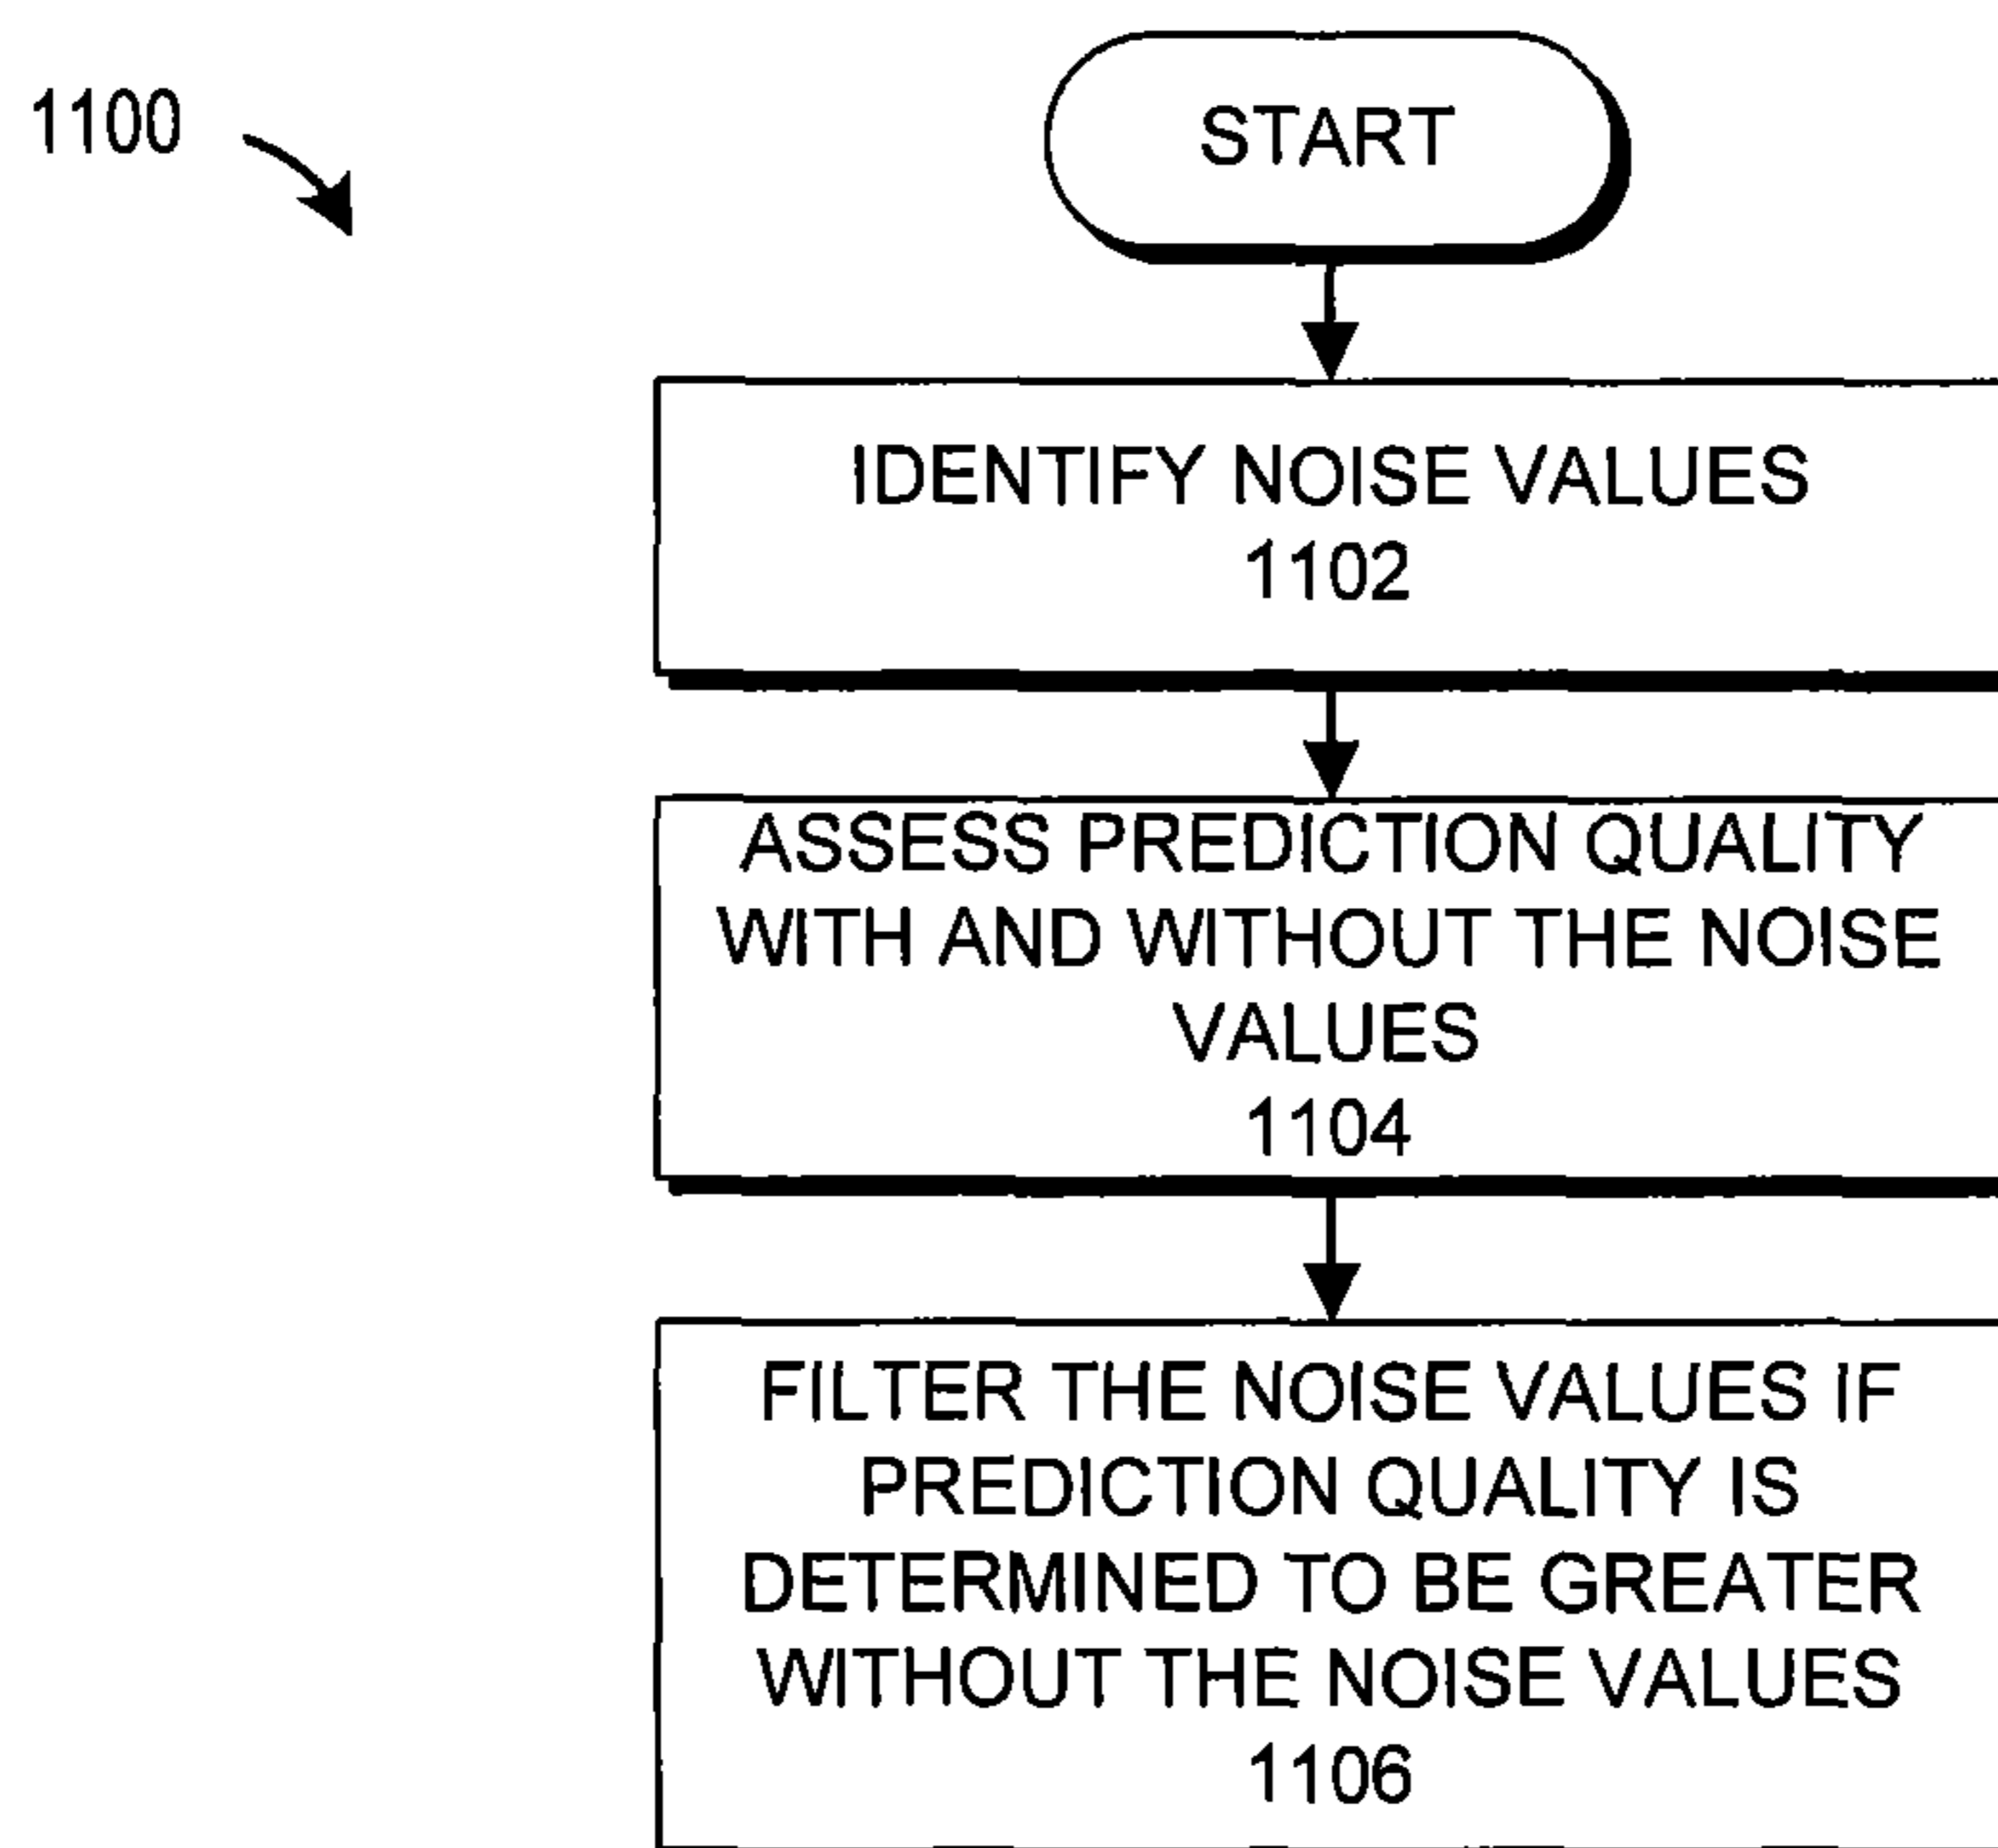 1100
START
IDENTIFY NOISE VALUES
1102
ASSESS PREDICTION QUALITY
WITH AND WITHOUT THE NOISE
VALUES
1104
FILTER THE NOISE VALUES IF
PREDICTION QUALITY IS
DETERMINED TO BE GREATER
WITHOUT THE NOISE VALUES
1106